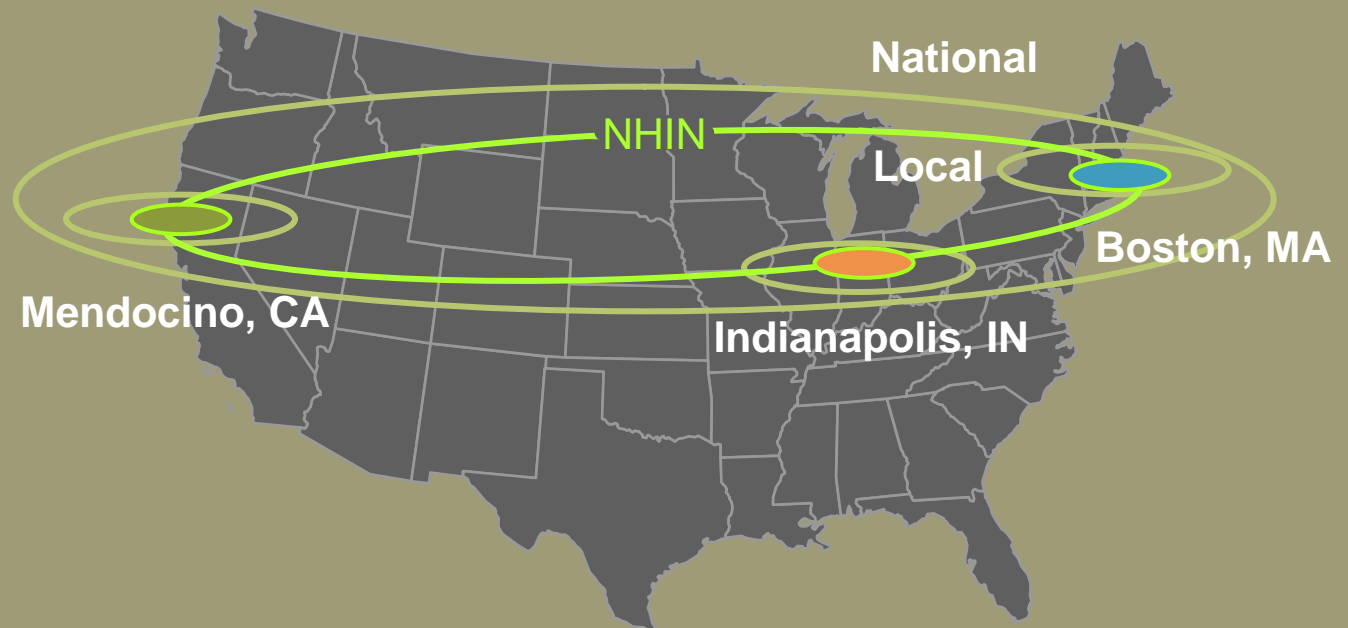 National
NHIN
Local
Boston, MA
Mendocino, CA
Indianapolis, IN